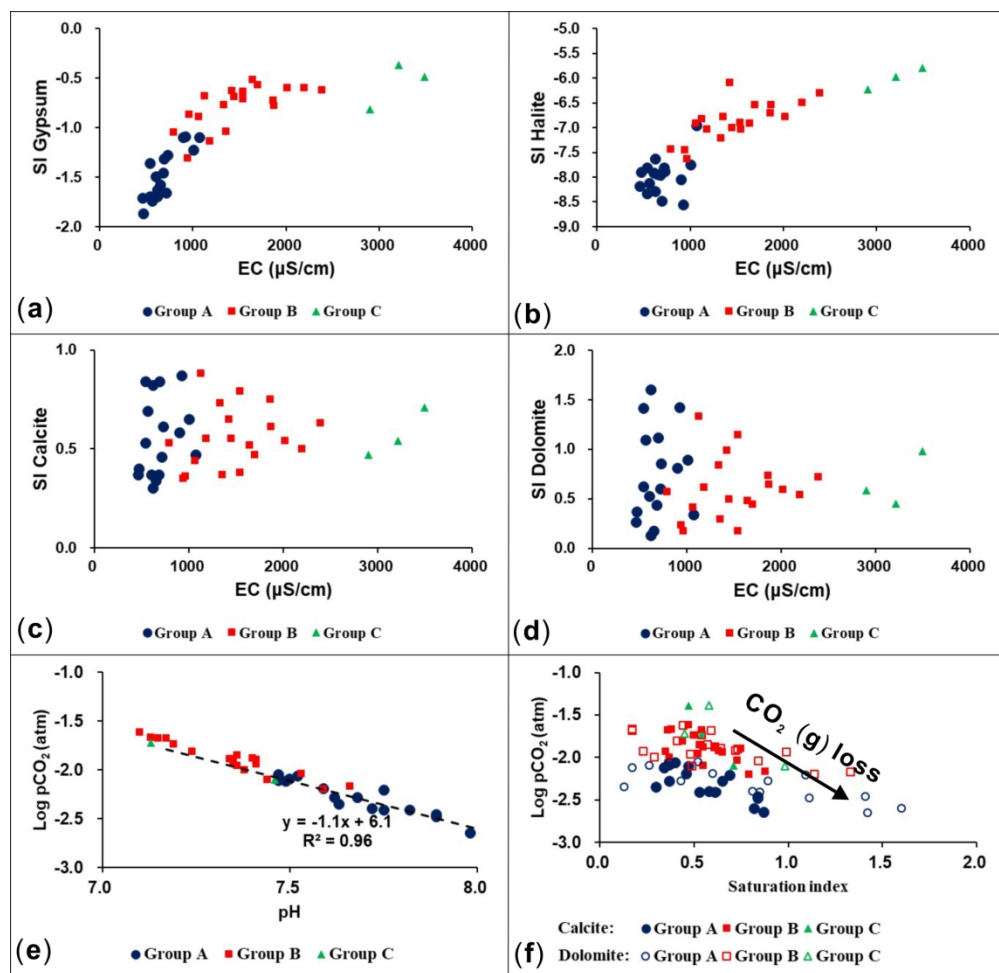 0.0
-0.5
-1.0
-1.5
-2.0
SI Gypsum
0 1000 2000 3000 4000
EC (µS/cm)
(a)
Group A Group B Group C
-5.0
-5.5
-6.0
-6.5
-7.0
-7.5
-8.0
-8.5
-9.0
SI Halite
0 1000 2000 3000 4000
EC (µS/cm)
(b)
Group A Group B Group C
1.0
0.5
0.0
SI Calcite
0 1000 2000 3000 4000
EC (µS/cm)
(c)
Group A Group B Group C
2.0
1.5
1.0
0.5
0.0
SI Dolomite
0 1000 2000 3000 4000
EC (µS/cm)
(d)
Group A Group B Group C
-1.0
-1.5
-2.0
-2.5
-3.0
Log pCO₂ (atm)
y = -1.1x + 6.1
R² = 0.96
7.0 7.5 8.0
pH
(e)
Group A Group B Group C
-1.0
-1.5
-2.0
-2.5
-3.0
Log pCO₂ (atm)
CO₂ (g) loss
0.0 0.5 1.0 1.5 2.0
Saturation index
Calcite: Group A Group B Group C
Dolomite: Group A Group B Group C
(f)